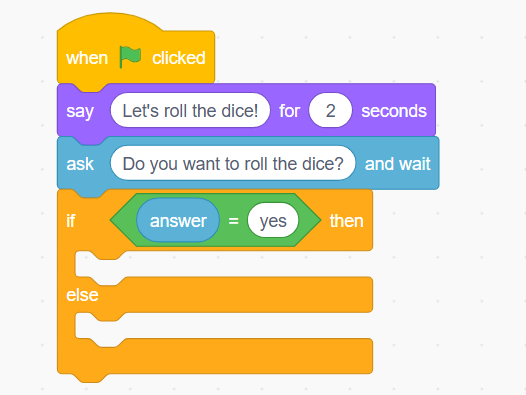 when clicked
say Let's roll the dice! for 2 seconds
ask Do you want to roll the dice? and wait
if answer = yes then
else